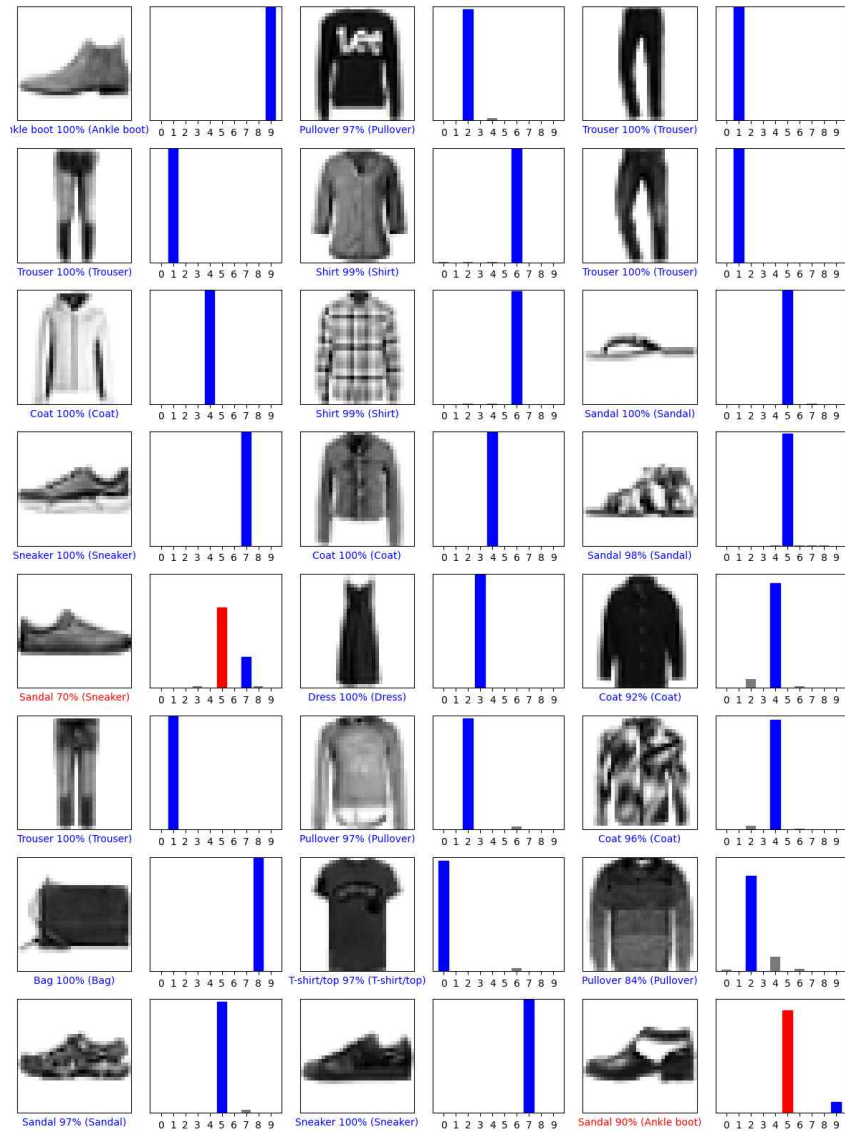 nkle boot 100% (Ankle boot)
0 1 2 3 4 5 6 7 8 9
Lee
Pullover 97% (Pullover)
0 1 2 3 4 5 6 7 8 9
Trouser 100% (Trouser)
0 1 2 3 4 5 6 7 8 9
Trouser 100% (Trouser)
0 1 2 3 4 5 6 7 8 9
Shirt 99% (Shirt)
0 1 2 3 4 5 6 7 8 9
Trouser 100% (Trouser)
0 1 2 3 4 5 6 7 8 9
Coat 100% (Coat)
0 1 2 3 4 5 6 7 8 9
Shirt 99% (Shirt)
0 1 2 3 4 5 6 7 8 9
Sandal 100% (Sandal)
0 1 2 3 4 5 6 7 8 9
Sneaker 100% (Sneaker)
0 1 2 3 4 5 6 7 8 9
Coat 100% (Coat)
0 1 2 3 4 5 6 7 8 9
Sandal 98% (Sandal)
0 1 2 3 4 5 6 7 8 9
Sandal 70% (Sneaker)
0 1 2 3 4 5 6 7 8 9
Dress 100% (Dress)
0 1 2 3 4 5 6 7 8 9
Coat 92% (Coat)
0 1 2 3 4 5 6 7 8 9
Trouser 100% (Trouser)
0 1 2 3 4 5 6 7 8 9
Pullover 97% (Pullover)
0 1 2 3 4 5 6 7 8 9
Coat 96% (Coat)
0 1 2 3 4 5 6 7 8 9
Bag 100% (Bag)
0 1 2 3 4 5 6 7 8 9
T-shirt/top 97% (T-shirt/top)
0 1 2 3 4 5 6 7 8 9
Pullover 84% (Pullover)
0 1 2 3 4 5 6 7 8 9
Sandal 97% (Sandal)
0 1 2 3 4 5 6 7 8 9
Sneaker 100% (Sneaker)
0 1 2 3 4 5 6 7 8 9
Sandal 90% (Ankle boot)
0 1 2 3 4 5 6 7 8 9